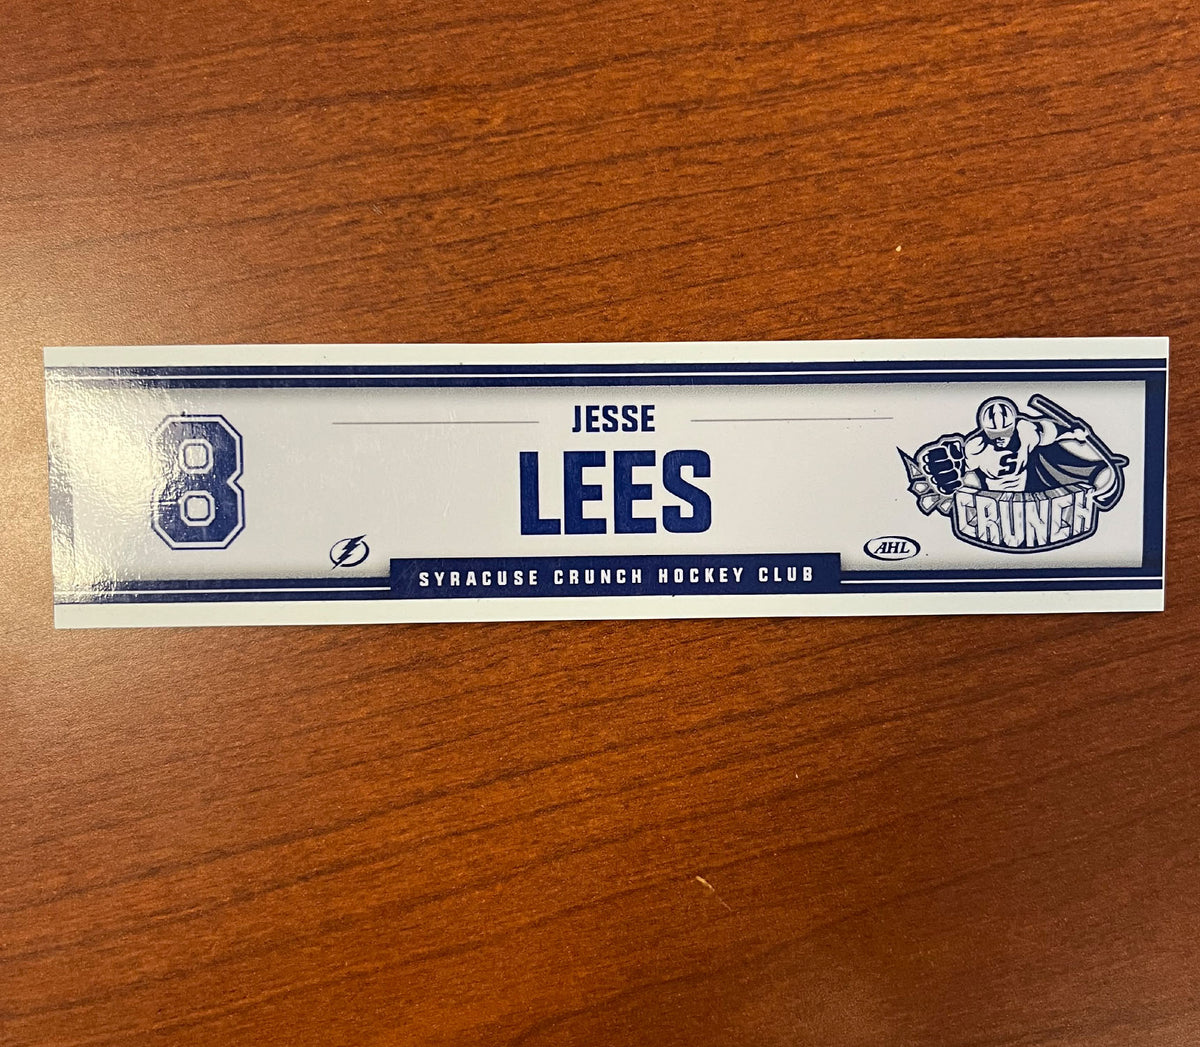 8
JESSE
LEES
S
CRUNCH
AHL
SYRACUSE CRUNCH HOCKEY CLUB